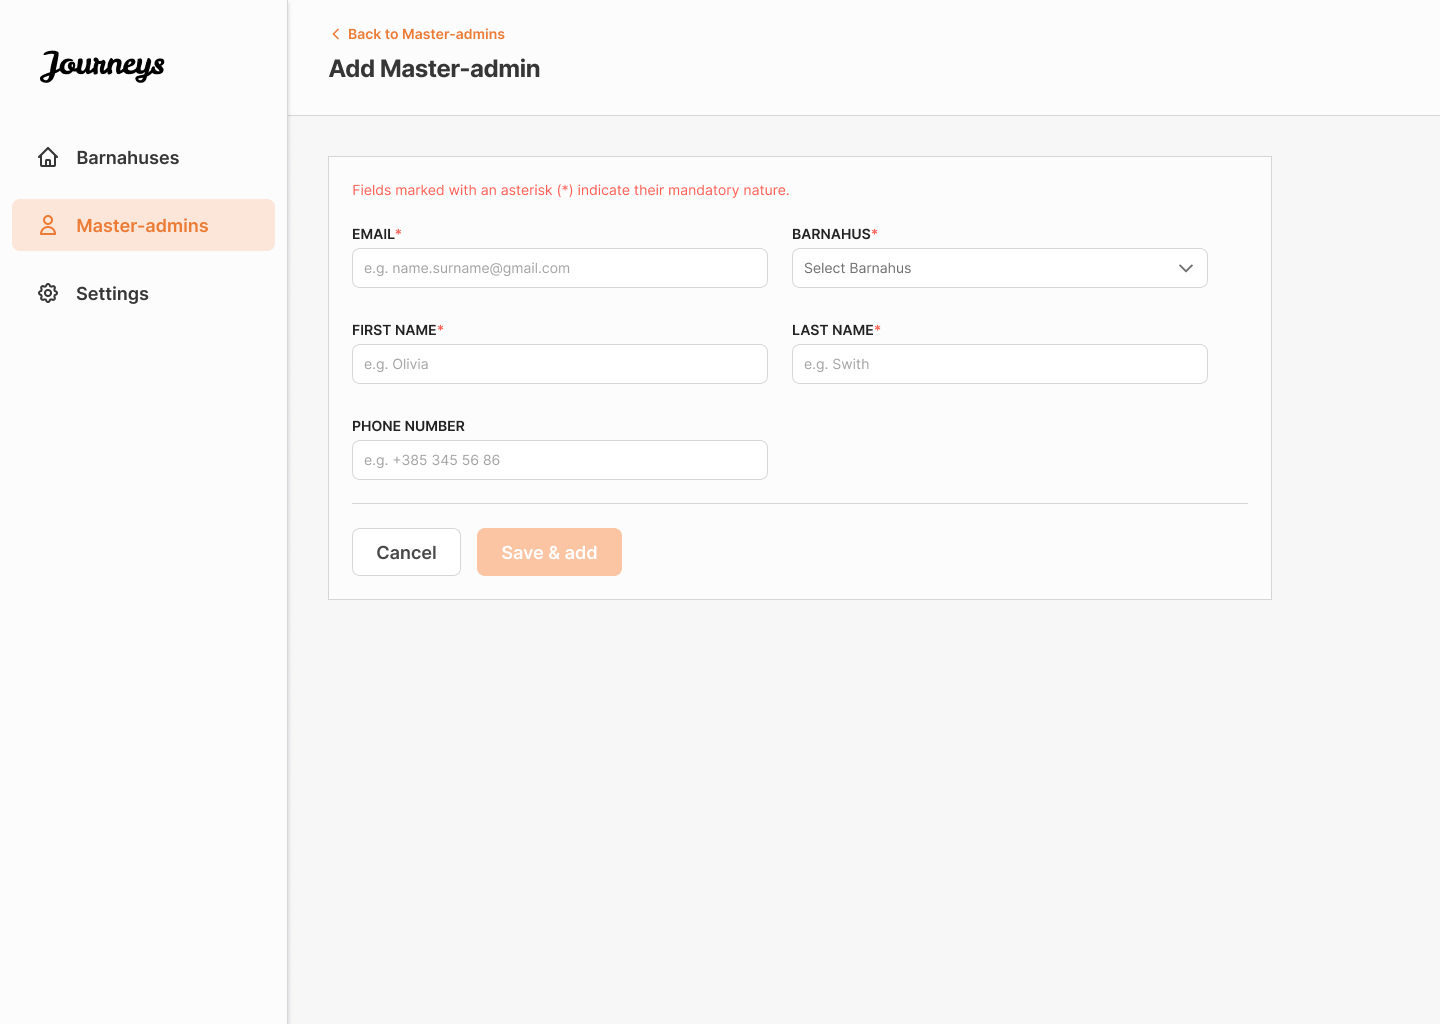 Journeys
Barnahuses
Master-admins
Settings
Back to Master-admins
Add Master-admin
Fields marked with an asterisk (*) indicate their mandatory nature.
EMAIL*
e.g. name.surname@gmail.com
BARNAHUS*
Select Barnahus
FIRST NAME*
e.g. Olivia
LAST NAME*
e.g. Swith
PHONE NUMBER
e.g. +385 345 56 86
Cancel
Save & add